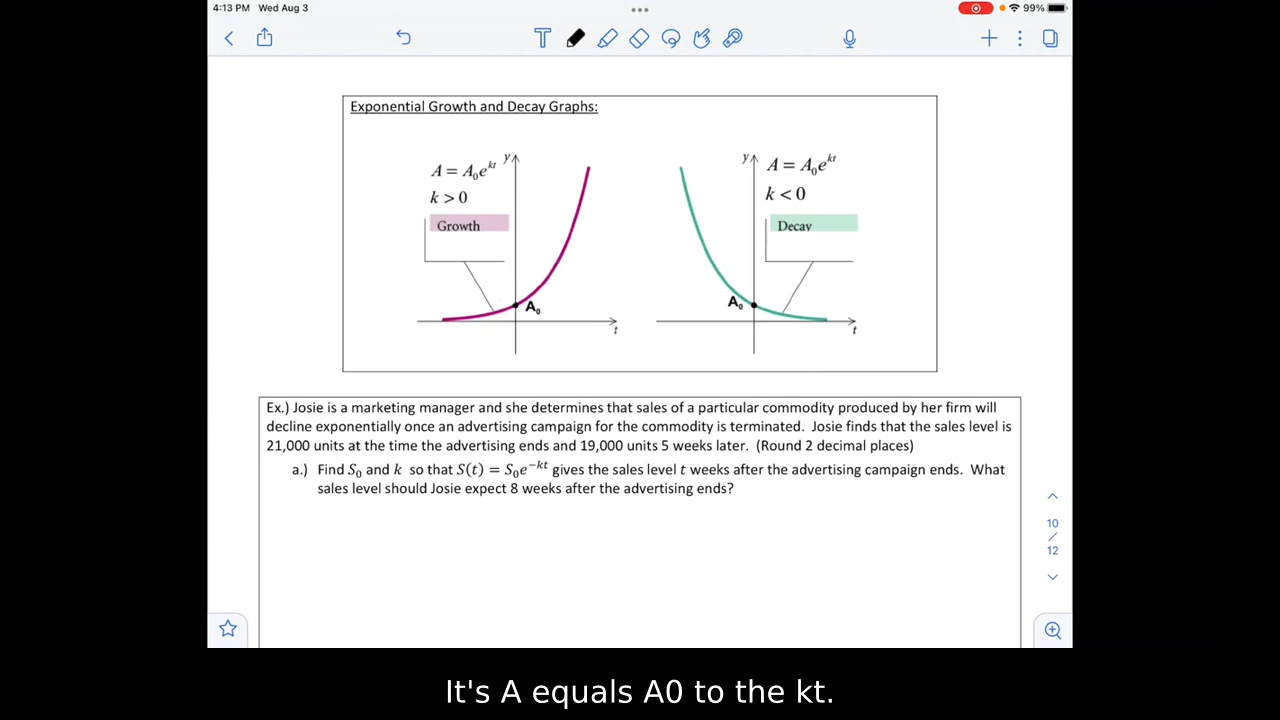 4:13 PM Wed Aug 3
99%
Exponential Growth and Decay Graphs:
A = A₀eᵏᵗ
k > 0
Growth
y
A₀
t
y
A = A₀eᵏᵗ
k < 0
Decay
A₀
t
Ex.) Josie is a marketing manager and she determines that sales of a particular commodity produced by her firm will
decline exponentially once an advertising campaign for the commodity is terminated. Josie finds that the sales level is
21,000 units at the time the advertising ends and 19,000 units 5 weeks later. (Round 2 decimal places)
a.) Find S₀ and k so that S(t) = S₀e⁻ᵏᵗ gives the sales level t weeks after the advertising campaign ends. What
sales level should Josie expect 8 weeks after the advertising ends?
10
/
12
It's A equals A0 to the kt.